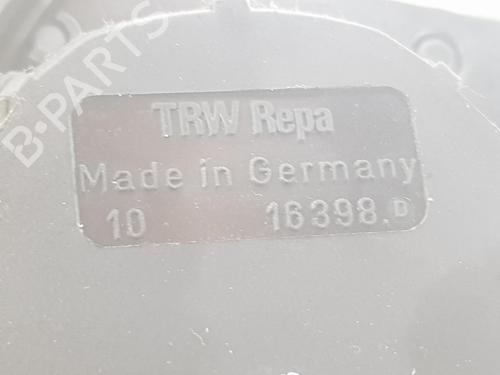 B-PARTS
TRW Repa
Made in Germany
10 16398. D